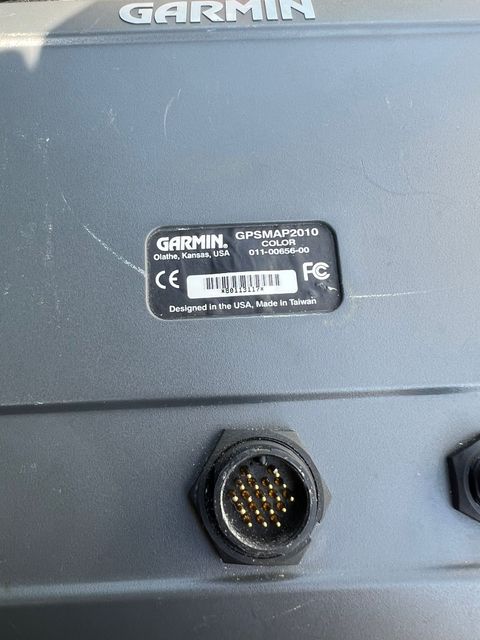 GARMIN
GARMIN. GPSMAP2010
COLOR
Olathe, Kansas, USA 011-00656-00
CE FC
*80115117*
Designed in the USA, Made in Taiwan